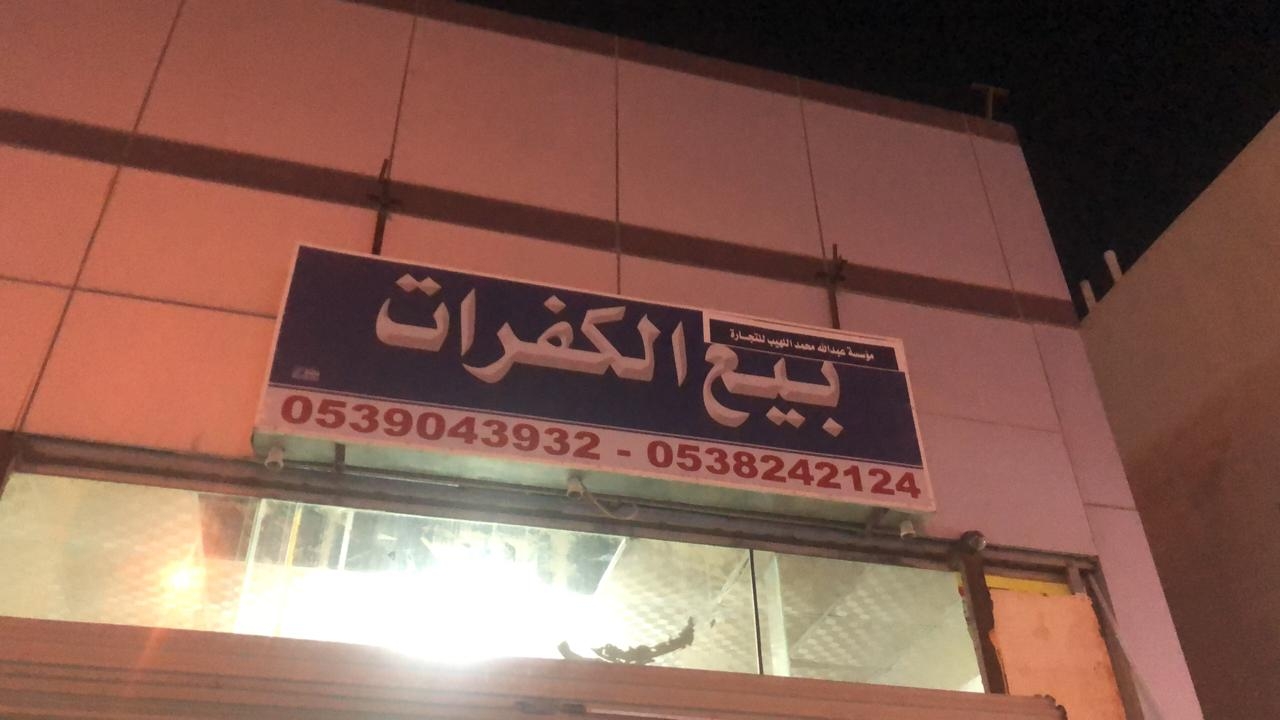 مؤسسة عبدالله محمد اللهيب للتجارة
بيع الكفرات
0539043932 - 0538242124